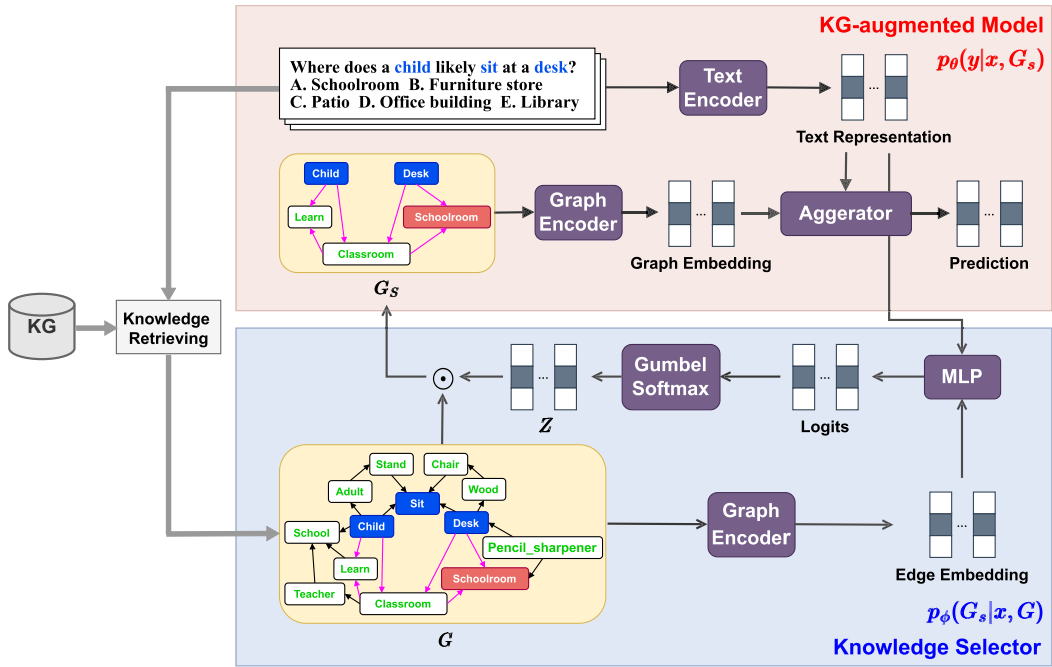 KG-augmented Model
pθ(y|x, Gs)
Where does a child likely sit at a desk?
A. Schoolroom B. Furniture store
C. Patio D. Office building E. Library
Text
Encoder
...
Text Representation
Child
Desk
Learn
Schoolroom
Classroom
Graph
Encoder
...
Graph Embedding
Aggerator
...
Prediction
GS
KG
Knowledge
Retrieving
Gumbel
Softmax
...
Z
...
Logits
MLP
Stand
Chair
Adult
Wood
Sit
School
Child
Desk
Pencil_sharpener
Learn
Schoolroom
Teacher
Classroom
G
Graph
Encoder
...
Edge Embedding
pϕ(Gs|x, G)
Knowledge Selector